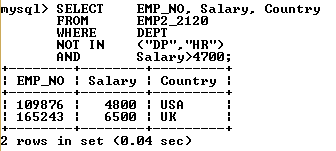 mysql> SELECT EMP_NO, Salary, Country
FROM EMP2_2120
WHERE DEPT
NOT IN ("DP","HR")
AND Salary>4700;
+--------+--------+---------+
| EMP_NO | Salary | Country |
+--------+--------+---------+
| 109876 | 4800 | USA |
| 165243 | 6500 | UK |
+--------+--------+---------+
2 rows in set (0.04 sec)